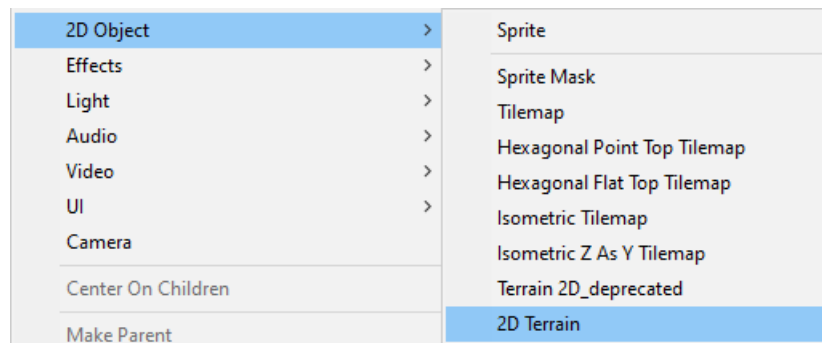 2D Object
Effects
Light
Audio
Video
UI
Camera
Center On Children
Make Parent
Sprite
Sprite Mask
Tilemap
Hexagonal Point Top Tilemap
Hexagonal Flat Top Tilemap
Isometric Tilemap
Isometric Z As Y Tilemap
Terrain 2D_deprecated
2D Terrain